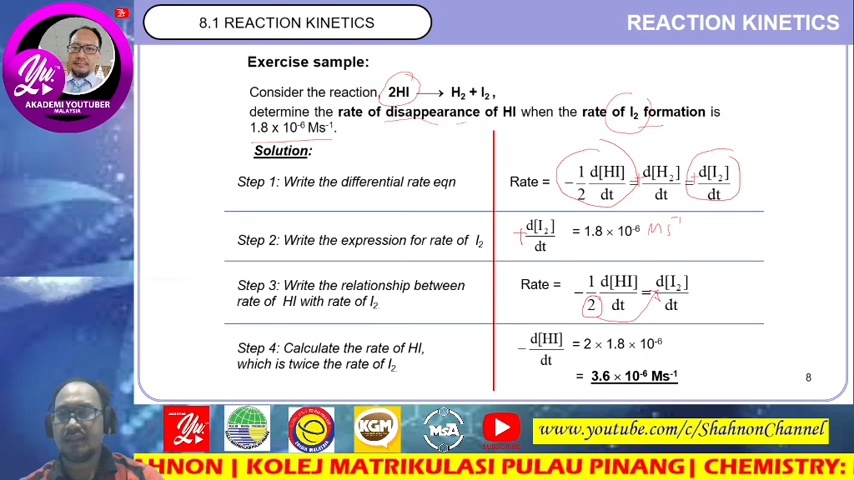 8.1 REACTION KINETICS
REACTION KINETICS
Yu.
AKADEMI YOUTUBER
MALAYSIA
Exercise sample:
Consider the reaction, 2HI ⟶ H₂ + I₂ ,
determine the rate of disappearance of HI when the rate of I₂ formation is
1.8 x 10⁻⁶ Ms⁻¹.
Solution:
Step 1: Write the differential rate eqn
Rate = −1/2 d[HI]/dt = +d[H₂]/dt = +d[I₂]/dt
Step 2: Write the expression for rate of I₂
+d[I₂]/dt = 1.8 × 10⁻⁶ Ms⁻¹
Step 3: Write the relationship between
rate of HI with rate of I₂.
Rate = −1/2 d[HI]/dt = d[I₂]/dt
Step 4: Calculate the rate of HI,
which is twice the rate of I₂.
−d[HI]/dt = 2 × 1.8 × 10⁻⁶
= 3.6 × 10⁻⁶ Ms⁻¹
8
Yu.
KGM
MSA
www.youtube.com/c/ShahnonChannel
AHNON | KOLEJ MATRIKULASI PULAU PINANG | CHEMISTRY: